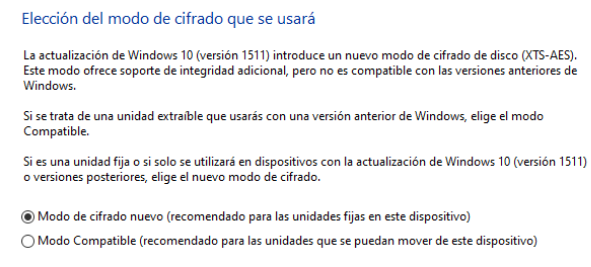 Elección del modo de cifrado que se usará
La actualización de Windows 10 (versión 1511) introduce un nuevo modo de cifrado de disco (XTS-AES).
Este modo ofrece soporte de integridad adicional, pero no es compatible con las versiones anteriores de
Windows.
Si se trata de una unidad extraíble que usarás con una versión anterior de Windows, elige el modo
Compatible.
Si es una unidad fija o si solo se utilizará en dispositivos con la actualización de Windows 10 (versión 1511)
o versiones posteriores, elige el nuevo modo de cifrado.
Modo de cifrado nuevo (recomendado para las unidades fijas en este dispositivo)
Modo Compatible (recomendado para las unidades que se puedan mover de este dispositivo)